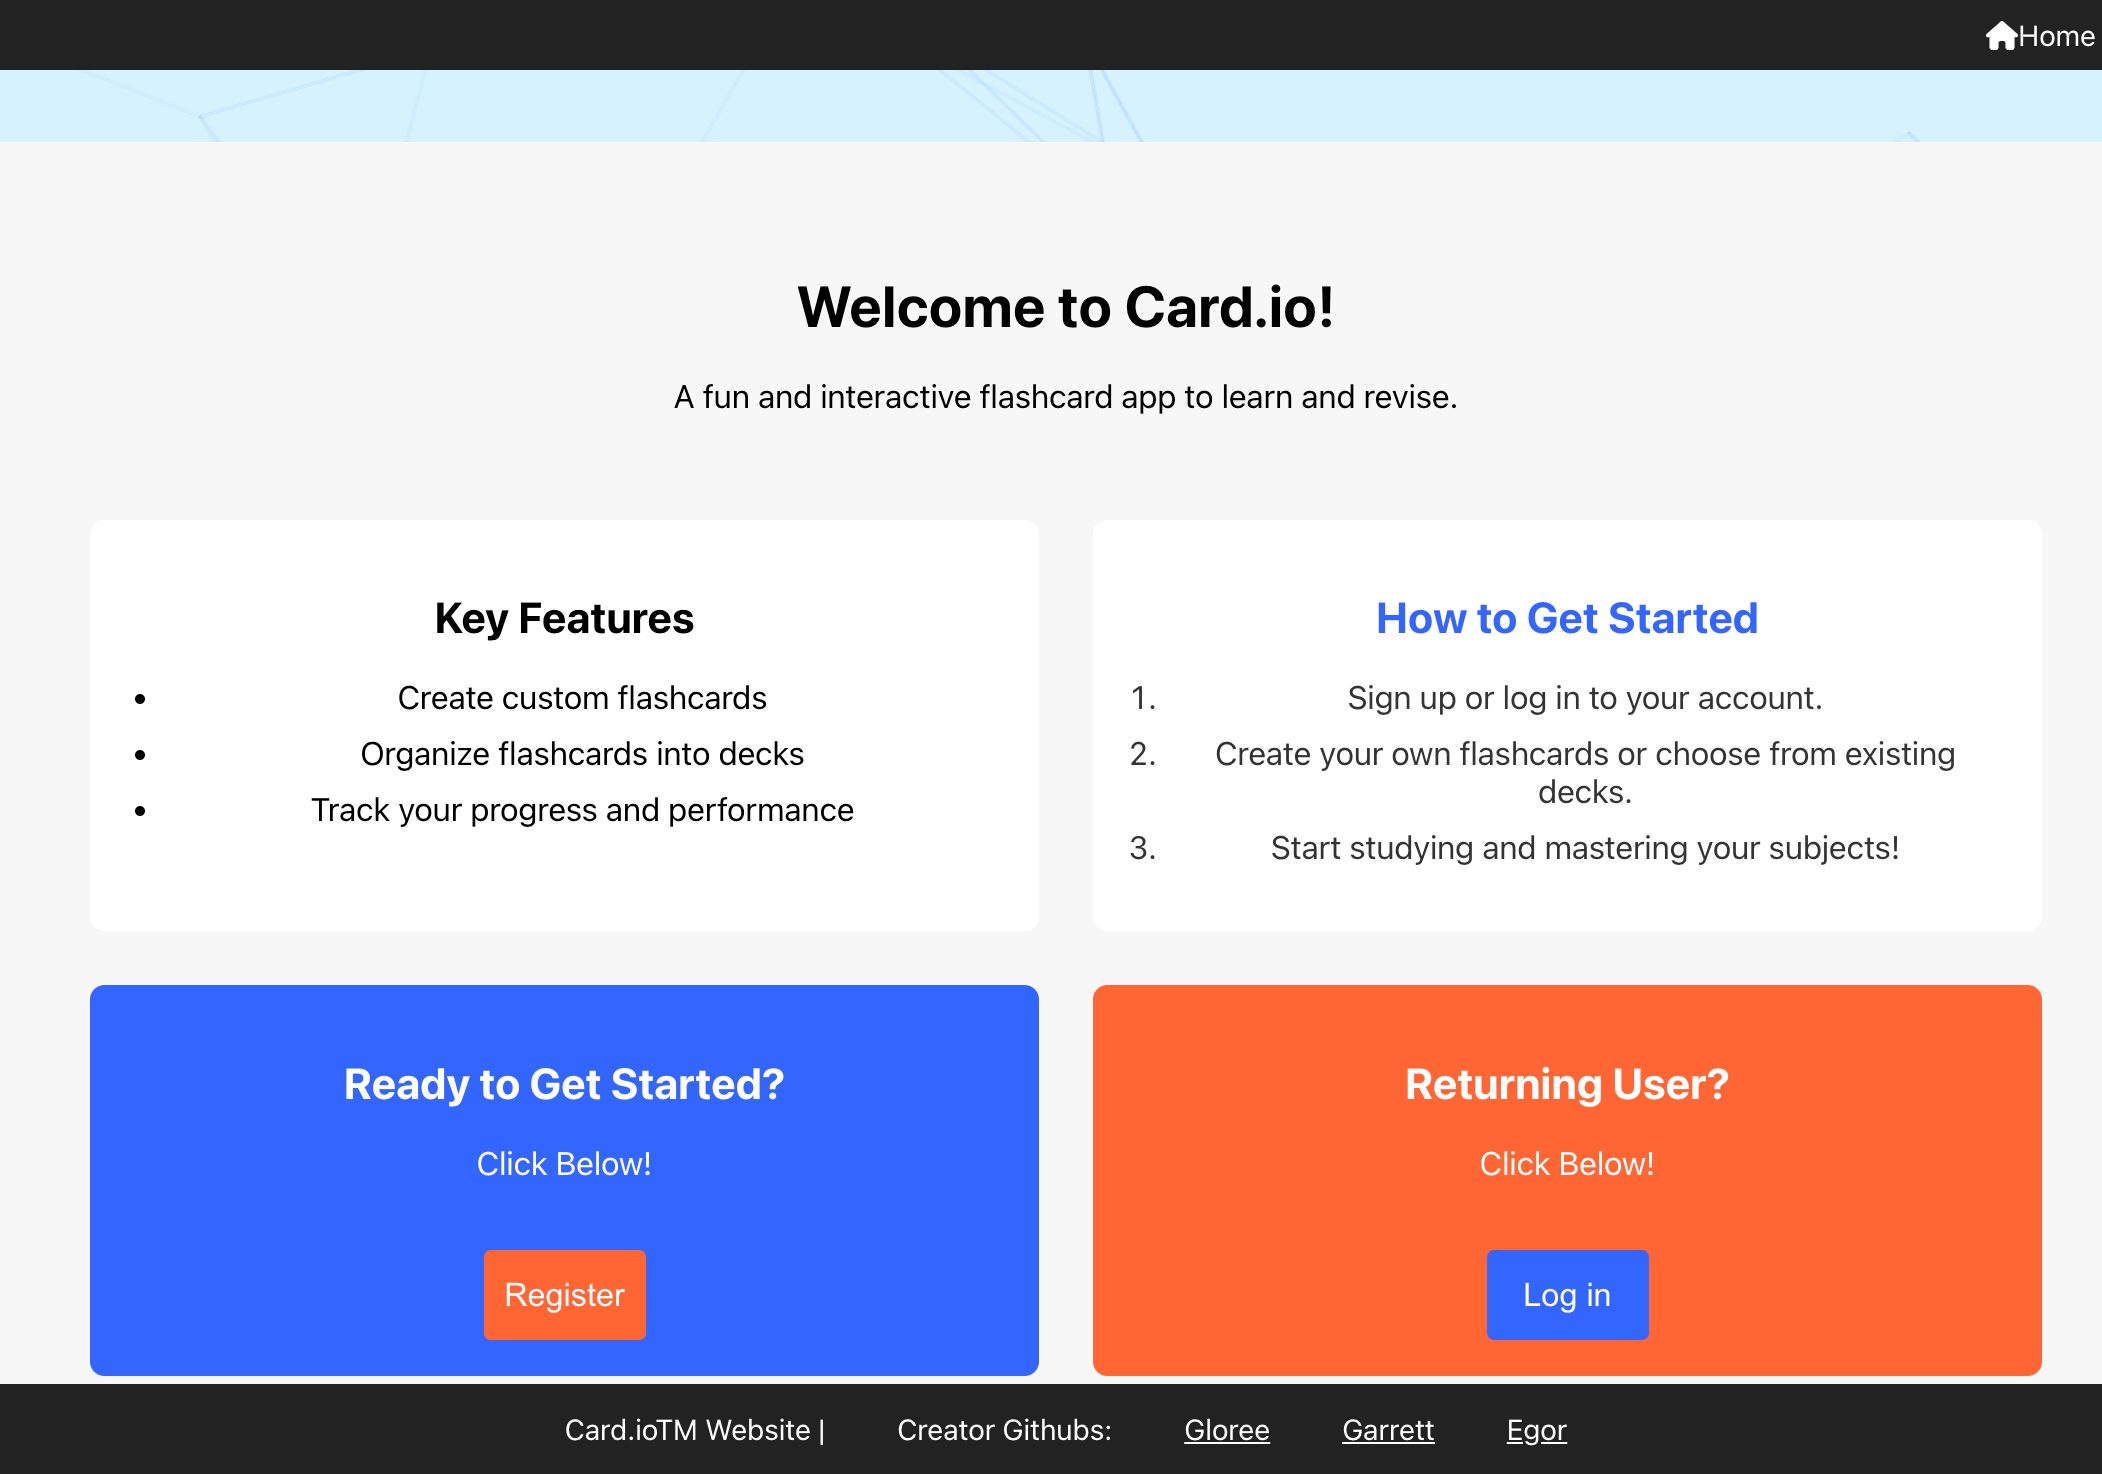 Home
Welcome to Card.io!
A fun and interactive flashcard app to learn and revise.
Key Features
• Create custom flashcards
• Organize flashcards into decks
• Track your progress and performance
How to Get Started
1. Sign up or log in to your account.
2. Create your own flashcards or choose from existing
decks.
3. Start studying and mastering your subjects!
Ready to Get Started?
Click Below!
Register
Returning User?
Click Below!
Log in
Card.ioTM Website | Creator Githubs: Gloree Garrett Egor